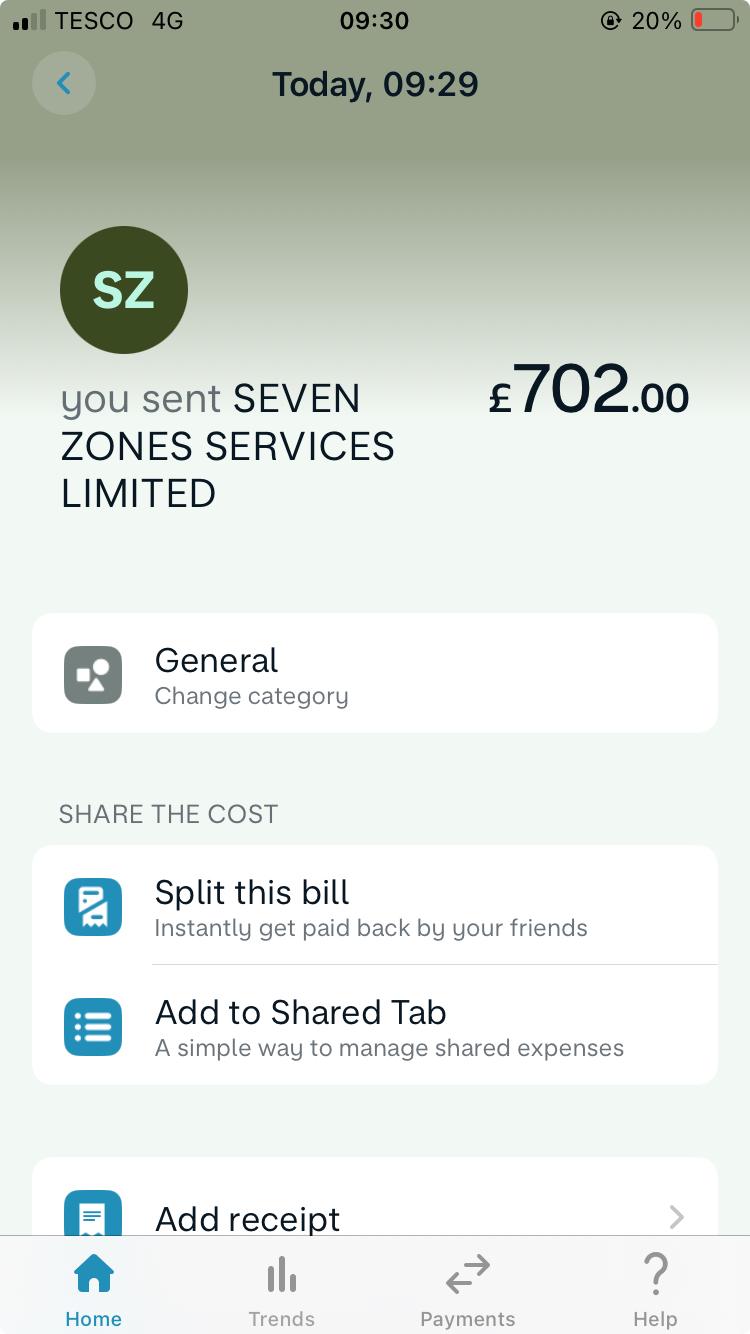 TESCO 4G 09:30 20%
Today, 09:29
SZ
you sent SEVEN £702.00
ZONES SERVICES
LIMITED
General
Change category
SHARE THE COST
Split this bill
Instantly get paid back by your friends
Add to Shared Tab
A simple way to manage shared expenses
Add receipt
Home Trends Payments Help